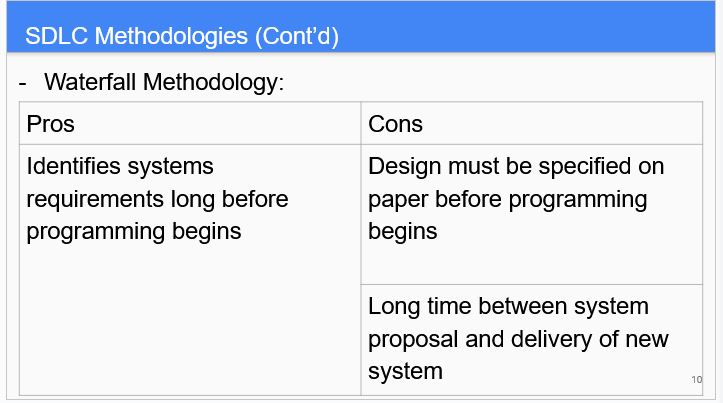 SDLC Methodologies (Cont'd)
- Waterfall Methodology:
Pros
Cons
Identifies systems
requirements long before
programming begins
Design must be specified on
paper before programming
begins
Long time between system
proposal and delivery of new
system
10